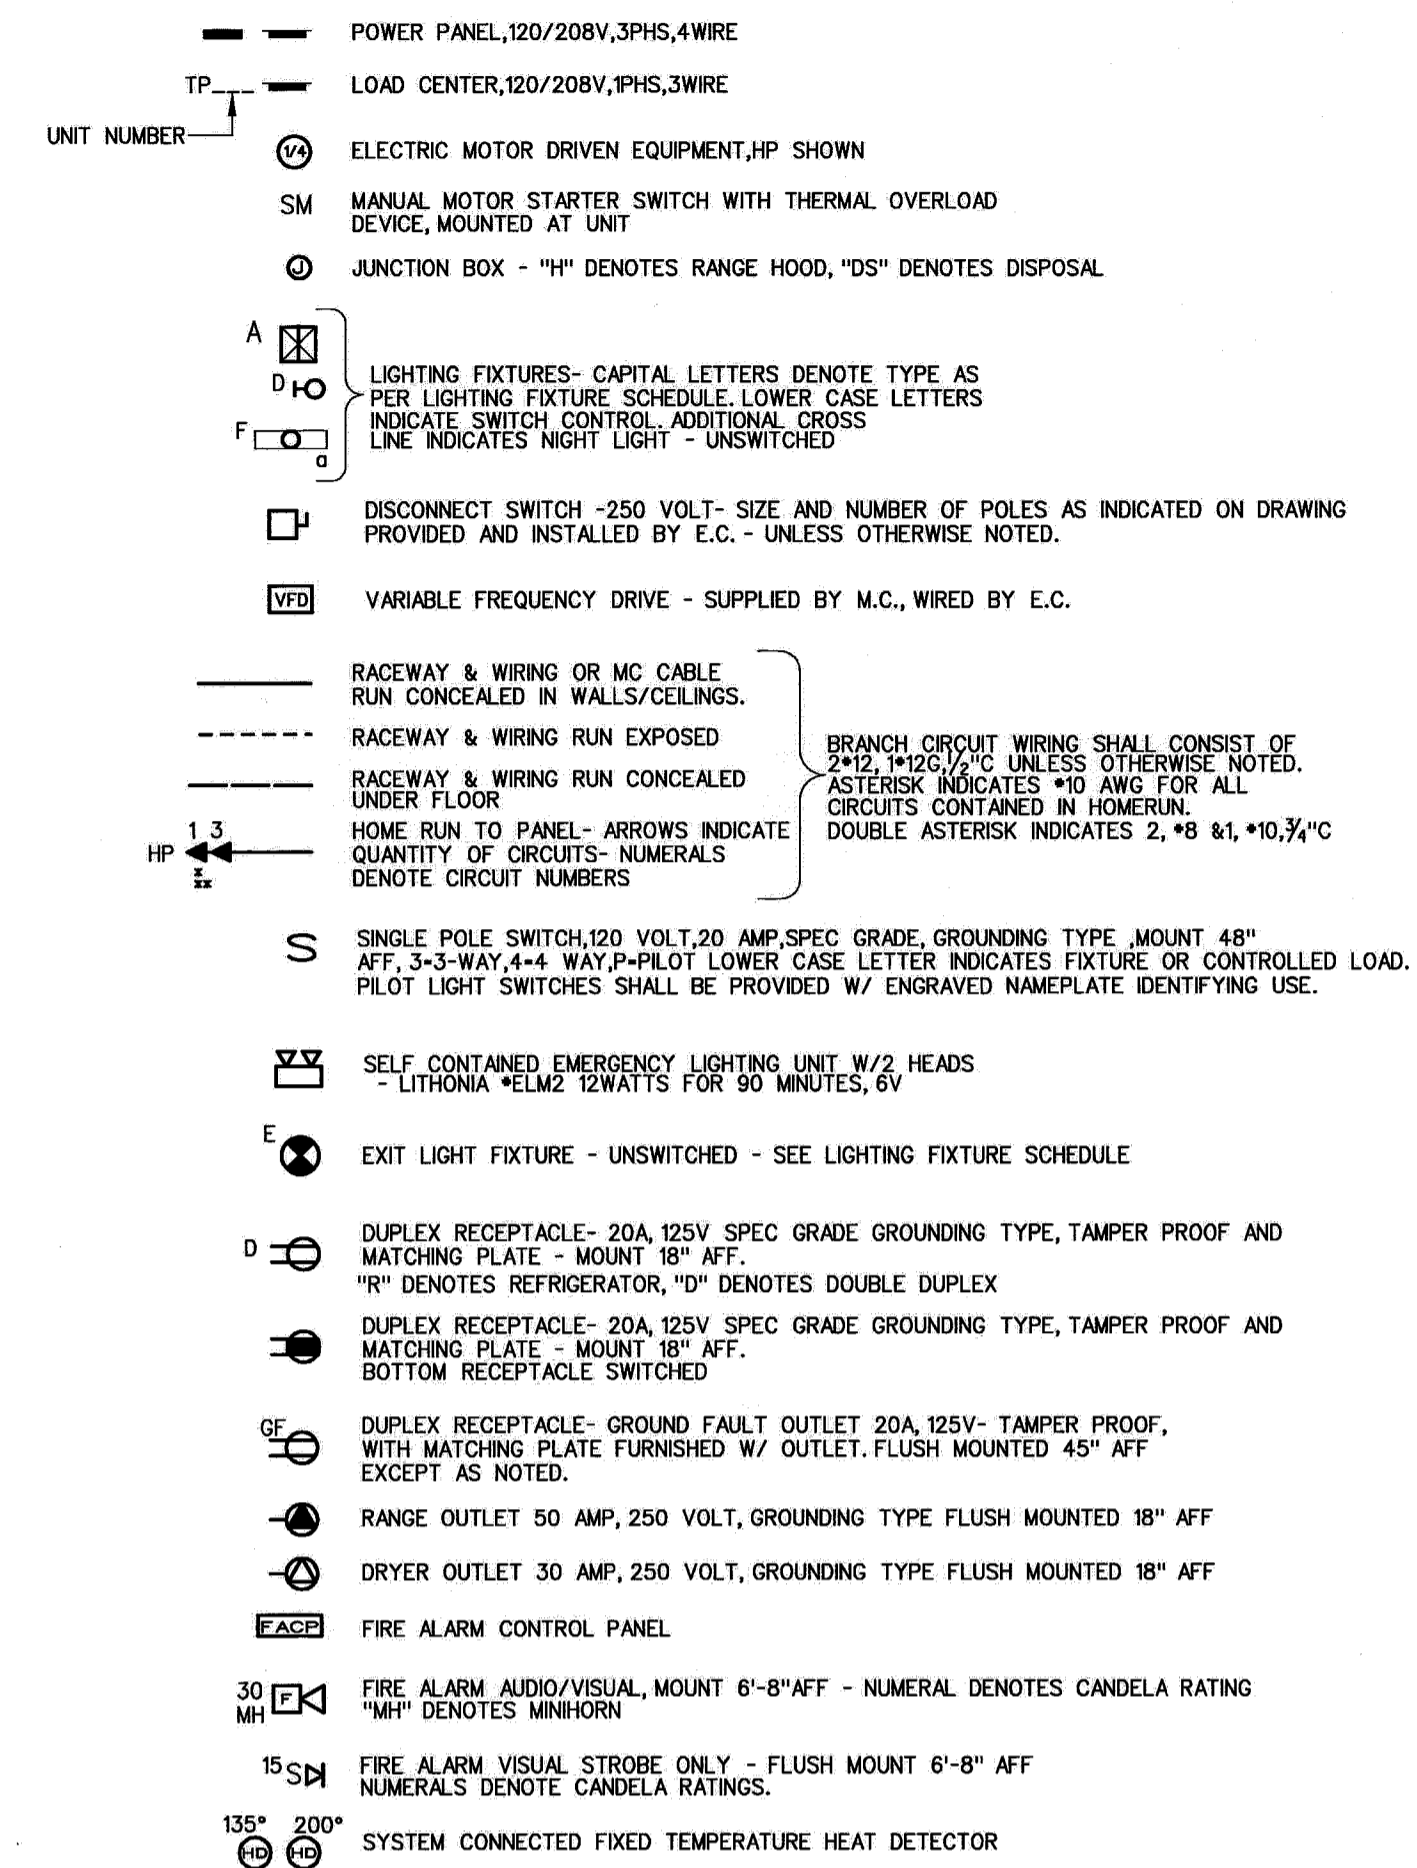 POWER PANEL,120/208V,3PHS,4WIRE
TP___ LOAD CENTER,120/208V,1PHS,3WIRE
UNIT NUMBER
1/4 ELECTRIC MOTOR DRIVEN EQUIPMENT,HP SHOWN
SM MANUAL MOTOR STARTER SWITCH WITH THERMAL OVERLOAD
DEVICE, MOUNTED AT UNIT
J JUNCTION BOX - "H" DENOTES RANGE HOOD, "DS" DENOTES DISPOSAL
A
D
F
a
LIGHTING FIXTURES- CAPITAL LETTERS DENOTE TYPE AS
PER LIGHTING FIXTURE SCHEDULE. LOWER CASE LETTERS
INDICATE SWITCH CONTROL. ADDITIONAL CROSS
LINE INDICATES NIGHT LIGHT - UNSWITCHED
DISCONNECT SWITCH -250 VOLT- SIZE AND NUMBER OF POLES AS INDICATED ON DRAWING
PROVIDED AND INSTALLED BY E.C. - UNLESS OTHERWISE NOTED.
VFD VARIABLE FREQUENCY DRIVE - SUPPLIED BY M.C., WIRED BY E.C.
RACEWAY & WIRING OR MC CABLE
RUN CONCEALED IN WALLS/CEILINGS.
RACEWAY & WIRING RUN EXPOSED
RACEWAY & WIRING RUN CONCEALED
UNDER FLOOR
1 3
HP
x
xx
HOME RUN TO PANEL- ARROWS INDICATE
QUANTITY OF CIRCUITS- NUMERALS
DENOTE CIRCUIT NUMBERS
BRANCH CIRCUIT WIRING SHALL CONSIST OF
2#12, 1#12G,1/2"C UNLESS OTHERWISE NOTED.
ASTERISK INDICATES #10 AWG FOR ALL
CIRCUITS CONTAINED IN HOMERUN.
DOUBLE ASTERISK INDICATES 2, #8 &1, #10,3/4"C
S SINGLE POLE SWITCH,120 VOLT,20 AMP,SPEC GRADE, GROUNDING TYPE ,MOUNT 48"
AFF, 3=3-WAY,4=4 WAY,P=PILOT LOWER CASE LETTER INDICATES FIXTURE OR CONTROLLED LOAD.
PILOT LIGHT SWITCHES SHALL BE PROVIDED W/ ENGRAVED NAMEPLATE IDENTIFYING USE.
SELF CONTAINED EMERGENCY LIGHTING UNIT W/2 HEADS
- LITHONIA #ELM2 12WATTS FOR 90 MINUTES, 6V
E EXIT LIGHT FIXTURE - UNSWITCHED - SEE LIGHTING FIXTURE SCHEDULE
D DUPLEX RECEPTACLE- 20A, 125V SPEC GRADE GROUNDING TYPE, TAMPER PROOF AND
MATCHING PLATE - MOUNT 18" AFF.
"R" DENOTES REFRIGERATOR, "D" DENOTES DOUBLE DUPLEX
DUPLEX RECEPTACLE- 20A, 125V SPEC GRADE GROUNDING TYPE, TAMPER PROOF AND
MATCHING PLATE - MOUNT 18" AFF.
BOTTOM RECEPTACLE SWITCHED
GF DUPLEX RECEPTACLE- GROUND FAULT OUTLET 20A, 125V- TAMPER PROOF,
WITH MATCHING PLATE FURNISHED W/ OUTLET. FLUSH MOUNTED 45" AFF
EXCEPT AS NOTED.
RANGE OUTLET 50 AMP, 250 VOLT, GROUNDING TYPE FLUSH MOUNTED 18" AFF
DRYER OUTLET 30 AMP, 250 VOLT, GROUNDING TYPE FLUSH MOUNTED 18" AFF
FACP FIRE ALARM CONTROL PANEL
30 F FIRE ALARM AUDIO/VISUAL, MOUNT 6'-8"AFF - NUMERAL DENOTES CANDELA RATING
MH "MH" DENOTES MINIHORN
15 S FIRE ALARM VISUAL STROBE ONLY - FLUSH MOUNT 6'-8" AFF
NUMERALS DENOTE CANDELA RATINGS.
135° 200°
HD HD SYSTEM CONNECTED FIXED TEMPERATURE HEAT DETECTOR